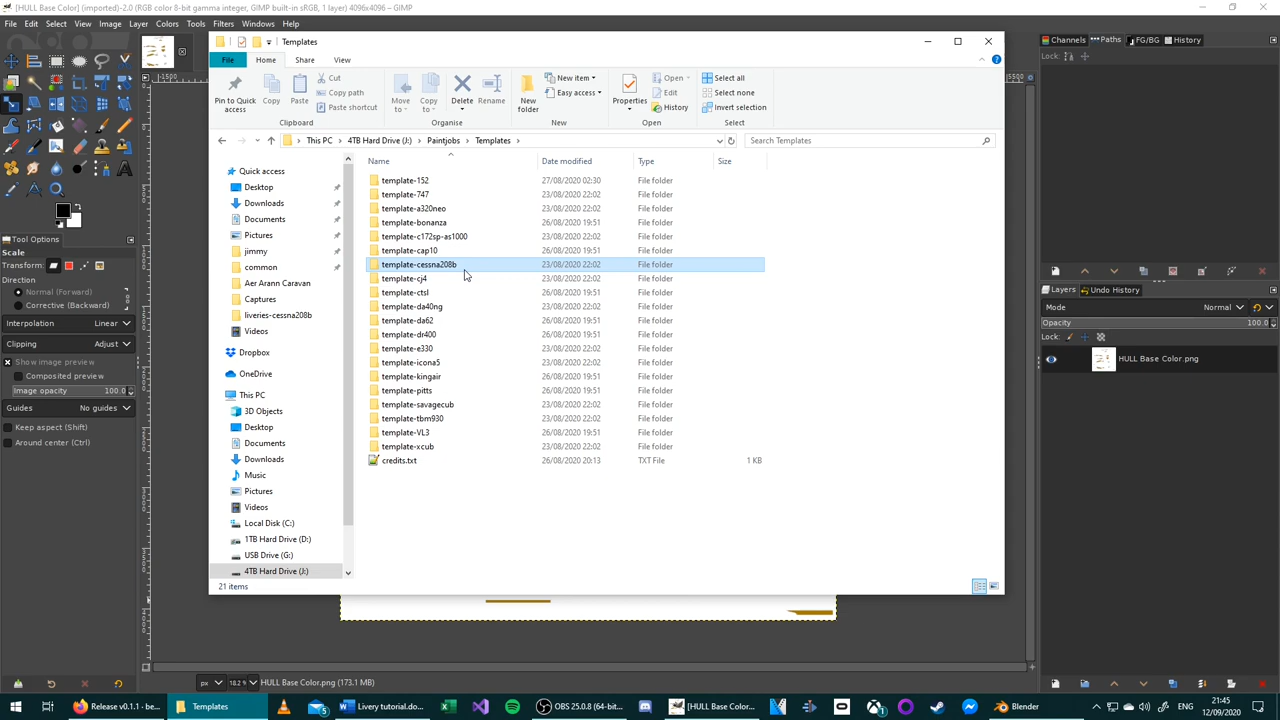 [HULL Base Color] (imported)-2.0 (RGB color 8-bit gamma integer, GIMP built-in sRGB, 1 layer) 4096x4096 – GIMP
File Edit Select View Image Layer Colors Tools Filters Windows Help
Templates
Channels Paths FG/BG History
File Home Share View
Lock:
Pin to Quick access
Copy
Paste
Cut
Copy path
Paste shortcut
Move to
Copy to
Delete
Rename
New folder
New item
Easy access
Properties
Open
Edit
History
Select all
Select none
Invert selection
Clipboard Organise New Open Select
This PC > 4TB Hard Drive (J:) > Paintjobs > Templates >
Search Templates
Name Date modified Type Size
Quick access
Desktop
Downloads
Documents
Pictures
jimmy
common
Aer Arann Caravan
Captures
liveries-cessna208b
Videos
Dropbox
OneDrive
This PC
3D Objects
Desktop
Documents
Downloads
Music
Pictures
Videos
Local Disk (C:)
1TB Hard Drive (D:)
USB Drive (G:)
4TB Hard Drive (J:)
template-152 27/08/2020 02:30 File folder
template-747 23/08/2020 22:02 File folder
template-a320neo 23/08/2020 22:02 File folder
template-bonanza 26/08/2020 19:51 File folder
template-c172sp-as1000 23/08/2020 22:02 File folder
template-cap10 26/08/2020 19:51 File folder
template-cessna208b 23/08/2020 22:02 File folder
template-cj4 23/08/2020 22:02 File folder
template-ctsl 26/08/2020 19:51 File folder
template-da40ng 23/08/2020 22:02 File folder
template-da62 26/08/2020 19:51 File folder
template-dr400 26/08/2020 19:51 File folder
template-e330 23/08/2020 22:02 File folder
template-icona5 23/08/2020 22:02 File folder
template-kingair 26/08/2020 19:51 File folder
template-pitts 26/08/2020 19:51 File folder
template-savagecub 23/08/2020 22:02 File folder
template-tbm930 23/08/2020 22:02 File folder
template-VL3 26/08/2020 19:51 File folder
template-xcub 23/08/2020 22:02 File folder
credits.txt 26/08/2020 20:13 TXT File 1 KB
21 items
Tool Options
Scale
Transform:
Direction
Normal (Forward)
Corrective (Backward)
Interpolation Linear
Clipping Adjust
Show image preview
Composited preview
Image opacity 100.0
Guides No guides
Keep aspect (Shift)
Around center (Ctrl)
Layers Undo History
Mode Normal
Opacity 100.0
Lock:
HULL Base Color.png
px 18.2 % HULL Base Color.png (173.1 MB)
Release v0.1.1 - be...
Templates
5
Word Livery tutorial.do...
OBS 25.0.8 (64-bit...
[HULL Base Color...
1
Blender
ENG
21:45
12/09/2020